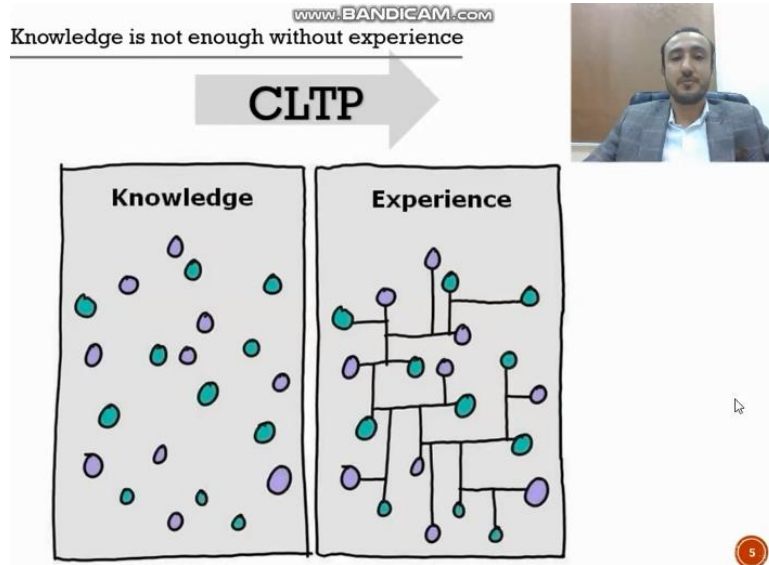 www.BANDICAM.com
Knowledge is not enough without experience
CLTP
Knowledge
Experience
5